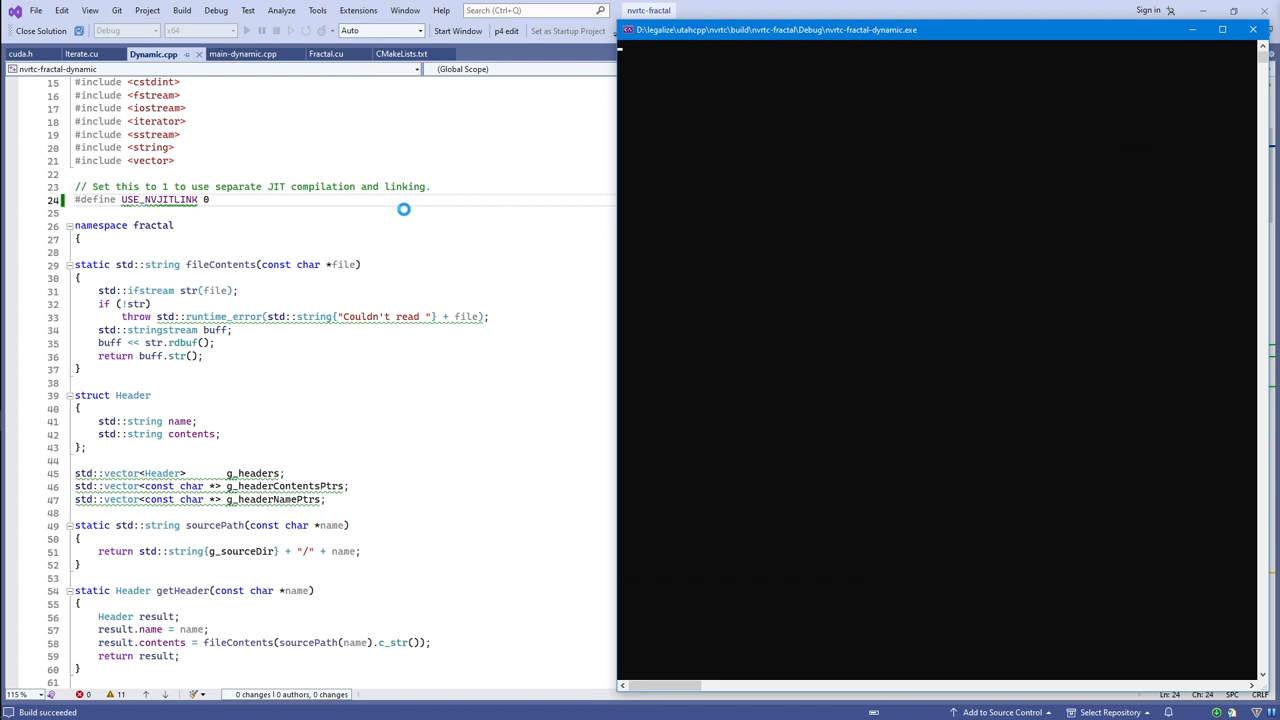 File Edit View Git Project Build Debug Test Analyze Tools Extensions Window Help Search (Ctrl+Q) nvrtc-fractal Sign in
Close Solution Debug x64 Auto Start Window p4 edit Set as Startup Project
D:\legalize\utahcpp\nvrtc\build\nvrtc-fractal\Debug\nvrtc-fractal-dynamic.exe
cuda.h Iterate.cu Dynamic.cpp main-dynamic.cpp Fractal.cu CMakeLists.txt
nvrtc-fractal-dynamic (Global Scope)
15 #include <cstdint>
16 #include <fstream>
17 #include <iostream>
18 #include <iterator>
19 #include <sstream>
20 #include <string>
21 #include <vector>
22
23 // Set this to 1 to use separate JIT compilation and linking.
24 #define USE_NVJITLINK 0
25
26 namespace fractal
27 {
28
29 static std::string fileContents(const char *file)
30 {
31 std::ifstream str(file);
32 if (!str)
33 throw std::runtime_error(std::string{"Couldn't read "} + file);
34 std::stringstream buff;
35 buff << str.rdbuf();
36 return buff.str();
37 }
38
39 struct Header
40 {
41 std::string name;
42 std::string contents;
43 };
44
45 std::vector<Header> g_headers;
46 std::vector<const char *> g_headerContentsPtrs;
47 std::vector<const char *> g_headerNamePtrs;
48
49 static std::string sourcePath(const char *name)
50 {
51 return std::string{g_sourceDir} + "/" + name;
52 }
53
54 static Header getHeader(const char *name)
55 {
56 Header result;
57 result.name = name;
58 result.contents = fileContents(sourcePath(name).c_str());
59 return result;
60 }
61
115 % 0 11 0 changes | 0 authors, 0 changes Ln: 24 Ch: 24 SPC CRLF
Build succeeded Add to Source Control Select Repository